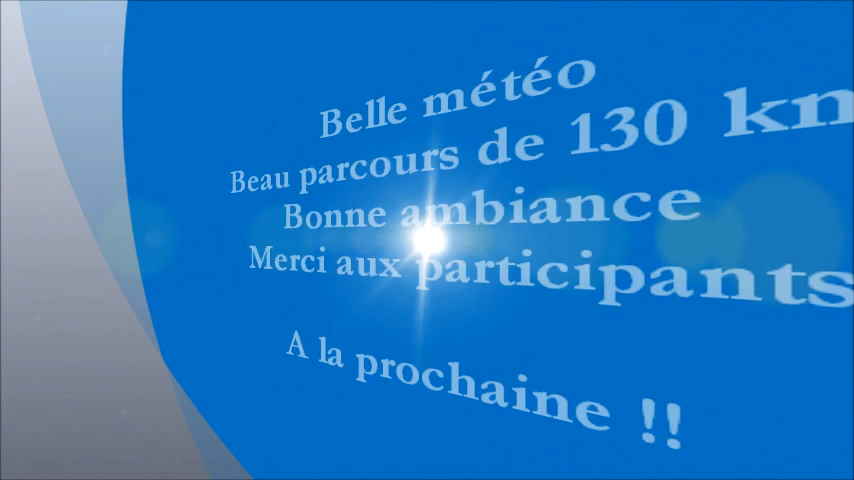 Belle météo
Beau parcours de 130 km
Bonne ambiance
Merci aux participants
A la prochaine !!